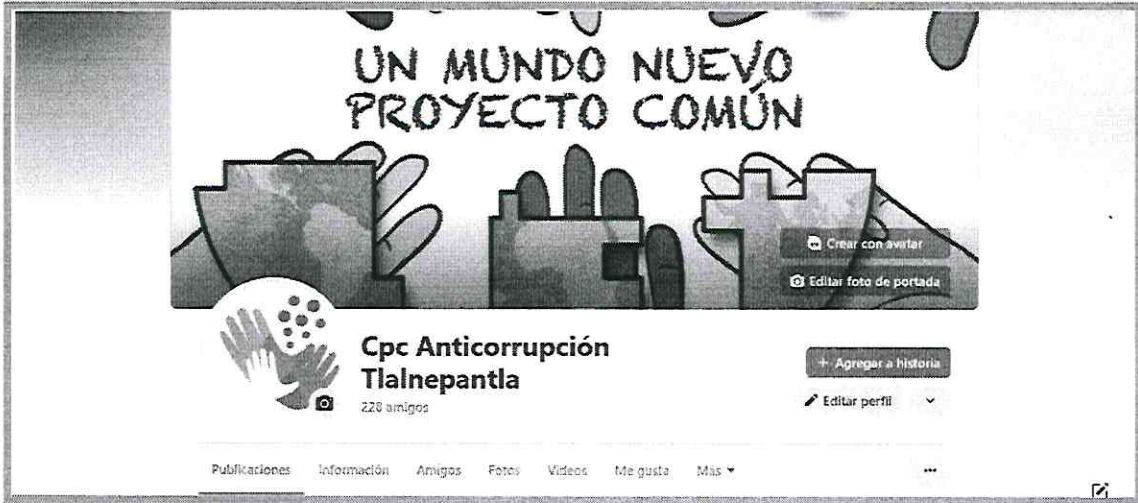 UN MUNDO NUEVO
PROYECTO COMÚN
Crear con avatar
Editar foto de portada
Cpc Anticorrupción
Tlalnepantla
228 amigos
+ Agregar a historia
Editar perfil
Publicaciones Información Amigos Fotos Videos Me gusta Más